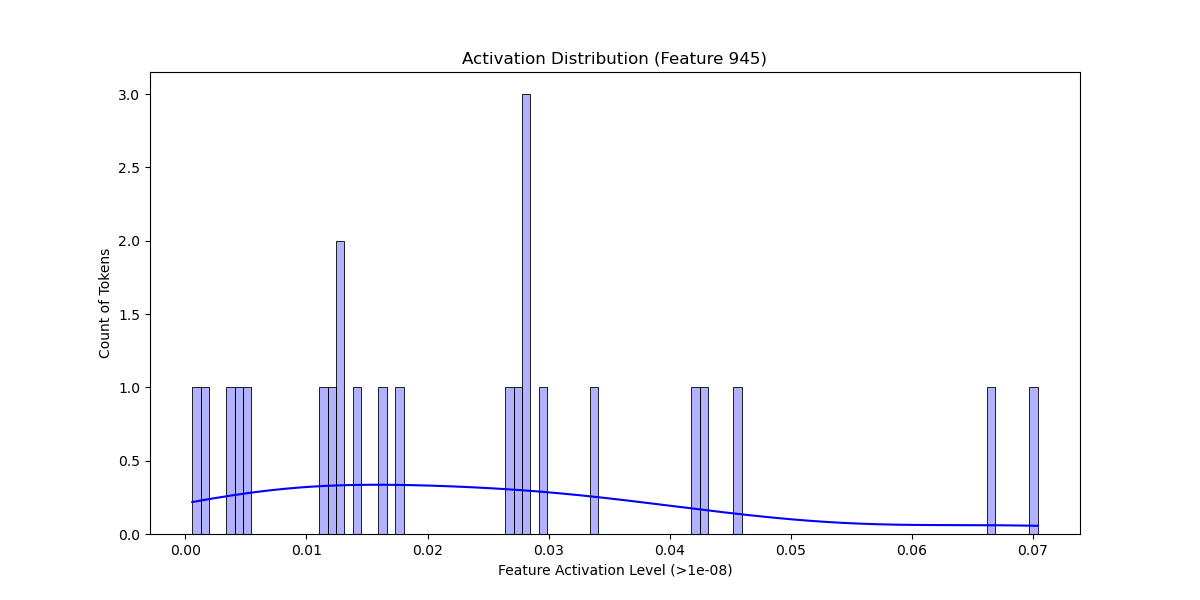 Activation Distribution (Feature 945)
Count of Tokens
3.0
2.5
2.0
1.5
1.0
0.5
0.0
0.00 0.01 0.02 0.03 0.04 0.05 0.06 0.07
Feature Activation Level (>1e-08)